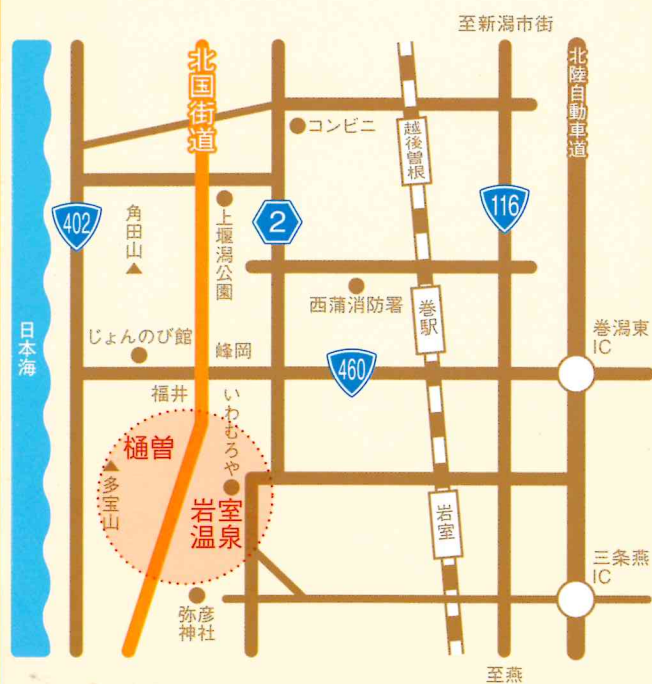 至新潟市街
北国街道
北陸自動車道
コンビニ
越後曽根
402
角田山
上堰潟公園
2
116
西蒲消防署
巻駅
日本海
じょんのび館
峰岡
460
巻潟東
IC
福井
いわむろや
樋曽
多宝山
岩室
温泉
岩室
三条燕
IC
弥彦
神社
至燕